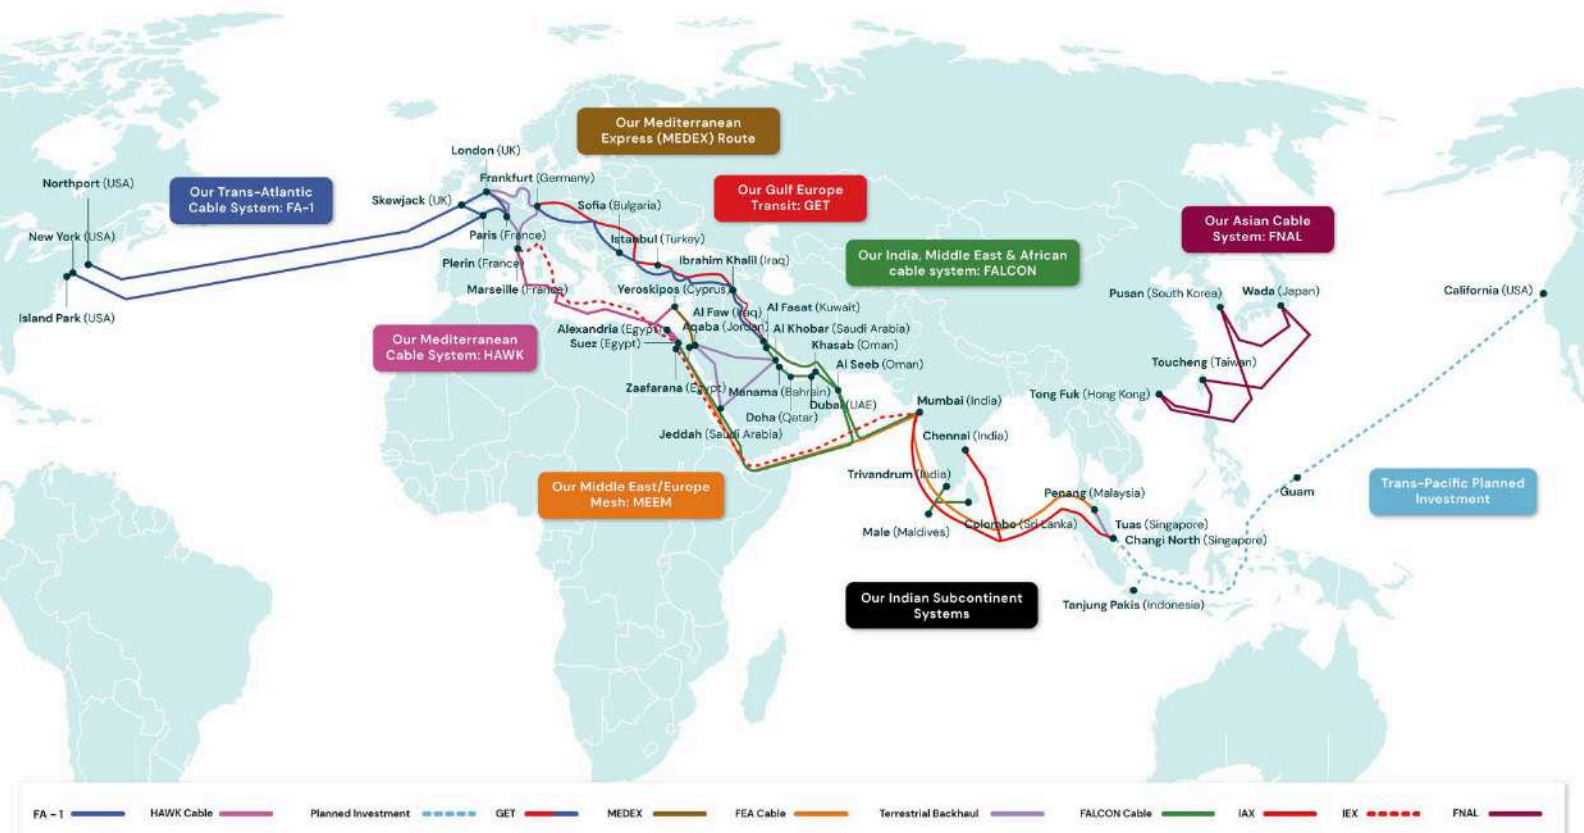 Our Mediterranean
Express (MEDEX) Route
London (UK)
Frankfurt (Germany)
Northport (USA)
Our Trans-Atlantic
Cable System: FA-1
Skewjack (UK)
Sofia (Bulgaria)
Our Gulf Europe
Transit: GET
New York (USA)
Paris (France)
Istanbul (Turkey)
Our Asian Cable
System: FNAL
Plerin (France)
Ibrahim Khalil (Iraq)
Our India, Middle East & African
cable system: FALCON
Marseille (France)
Yeroskipos (Cyprus)
Pusan (South Korea)
Wada (Japan)
California (USA)
Island Park (USA)
Al Faw (Iraq)
Al Fasat (Kuwait)
Alexandria (Egypt)
Aqaba (Jordan)
Al Khobar (Saudi Arabia)
Our Mediterranean
Cable System: HAWK
Suez (Egypt)
Khasab (Oman)
Al Seeb (Oman)
Toucheng (Taiwan)
Zaafarana (Egypt)
Manama (Bahrain)
Tong Fuk (Hong Kong)
Dubai (UAE)
Mumbai (India)
Doha (Qatar)
Jeddah (Saudi Arabia)
Chennai (India)
Our Middle East/Europe
Mesh: MEEM
Trivandrum (India)
Penang (Malaysia)
Guam
Trans-Pacific Planned
Investment
Male (Maldives)
Colombo (Sri Lanka)
Tuas (Singapore)
Changi North (Singapore)
Our Indian Subcontinent
Systems
Tanjung Pakis (Indonesia)
FA - 1 HAWK Cable Planned Investment GET MEDEX FEA Cable Terrestrial Backhaul FALCON Cable IAX IEX FNAL